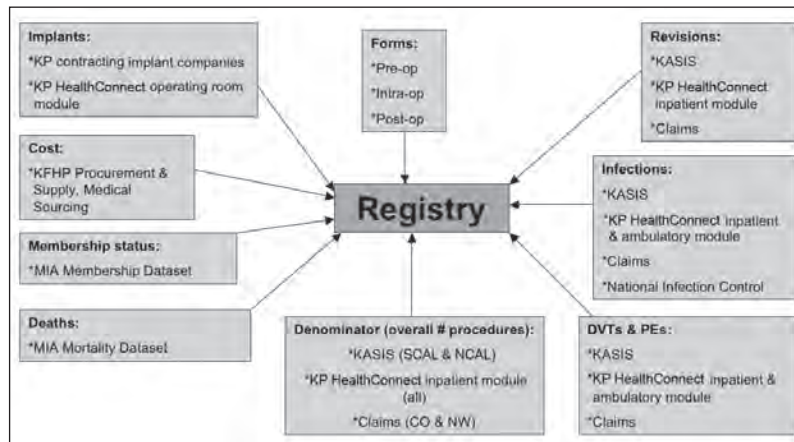 Implants:
*KP contracting implant companies
*KP HealthConnect operating room
module
Cost:
*KFHP Procurement &
Supply, Medical
Sourcing
Membership status:
*MIA Membership Dataset
Deaths:
*MIA Mortality Dataset
Forms:
*Pre-op
*Intra-op
*Post-op
Registry
Denominator (overall # procedures):
*KASIS (SCAL & NCAL)
*KP HealthConnect inpatient module
(all)
*Claims (CO & NW)
Revisions:
*KASIS
*KP HealthConnect
inpatient module
*Claims
Infections:
*KASIS
*KP HealthConnect inpatient
& ambulatory module
*Claims
*National Infection Control
DVTs & PEs:
*KASIS
*KP HealthConnect inpatient &
ambulatory module
*Claims